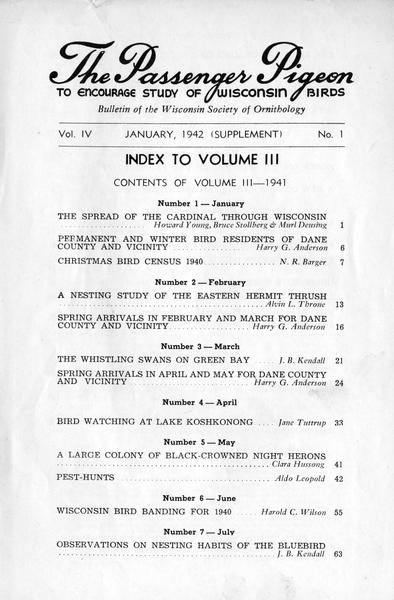 The Passenger Pigeon
TO ENCOURAGE STUDY OF WISCONSIN BIRDS
Bulletin of the Wisconsin Society of Ornithology
Vol. IV JANUARY, 1942 (SUPPLEMENT) No. 1
INDEX TO VOLUME III
CONTENTS OF VOLUME III—1941
Number 1 — January
THE SPREAD OF THE CARDINAL THROUGH WISCONSIN
.................... Howard Young, Bruce Stollberg & Murl Deusing 1
PERMANENT AND WINTER BIRD RESIDENTS OF DANE
COUNTY AND VICINITY .................... Harry G. Anderson 6
CHRISTMAS BIRD CENSUS 1940 .................... N. R. Barger 7
Number 2 — February
A NESTING STUDY OF THE EASTERN HERMIT THRUSH
.................... Alvin L. Throne 13
SPRING ARRIVALS IN FEBRUARY AND MARCH FOR DANE
COUNTY AND VICINITY .................... Harry G. Anderson 16
Number 3 — March
THE WHISTLING SWANS ON GREEN BAY ..... J. B. Kendall 21
SPRING ARRIVALS IN APRIL AND MAY FOR DANE COUNTY
AND VICINITY .................... Harry G. Anderson 24
Number 4 — April
BIRD WATCHING AT LAKE KOSHKONONG ..... Jane Tuttrup 33
Number 5 — May
A LARGE COLONY OF BLACK-CROWNED NIGHT HERONS
.................... Clara Hussong 41
PEST-HUNTS .................... Aldo Leopold 42
Number 6 — June
WISCONSIN BIRD BANDING FOR 1940 ..... Harold C. Wilson 55
Number 7 — July
OBSERVATIONS ON NESTING HABITS OF THE BLUEBIRD
.................... J. B. Kendall 63